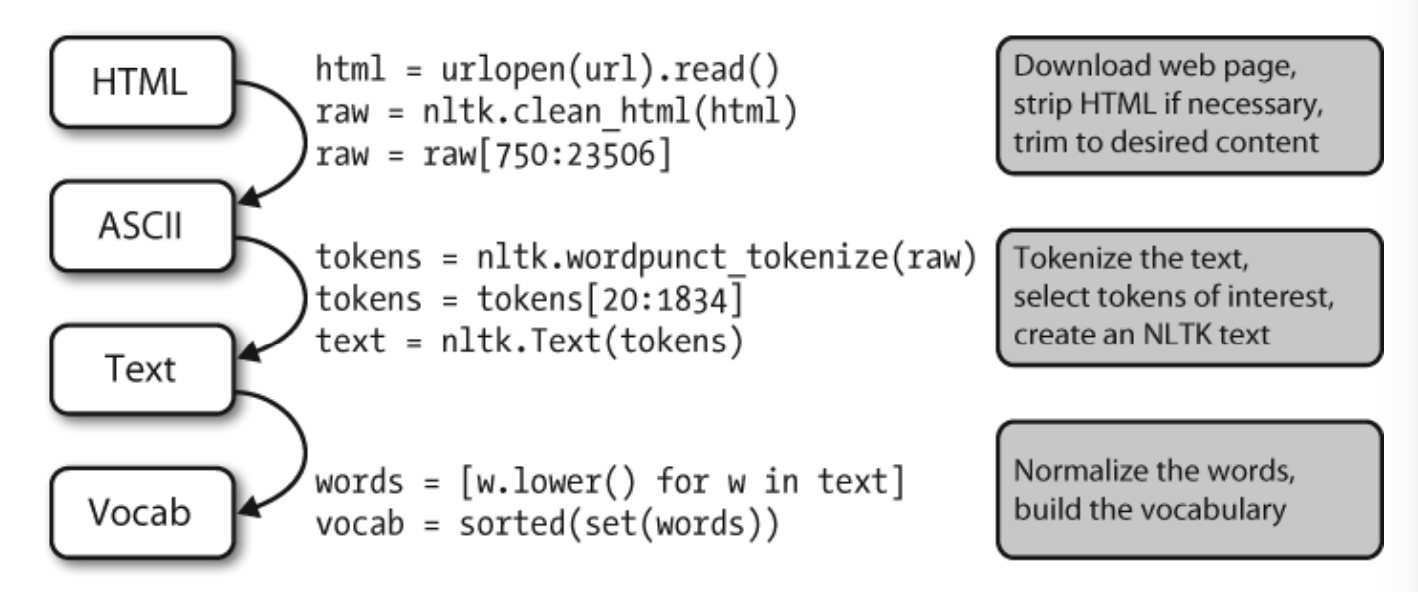 HTML
html = urlopen(url).read()
raw = nltk.clean_html(html)
raw = raw[750:23506]
Download web page,
strip HTML if necessary,
trim to desired content
ASCII
tokens = nltk.wordpunct_tokenize(raw)
tokens = tokens[20:1834]
text = nltk.Text(tokens)
Tokenize the text,
select tokens of interest,
create an NLTK text
Text
words = [w.lower() for w in text]
vocab = sorted(set(words))
Normalize the words,
build the vocabulary
Vocab